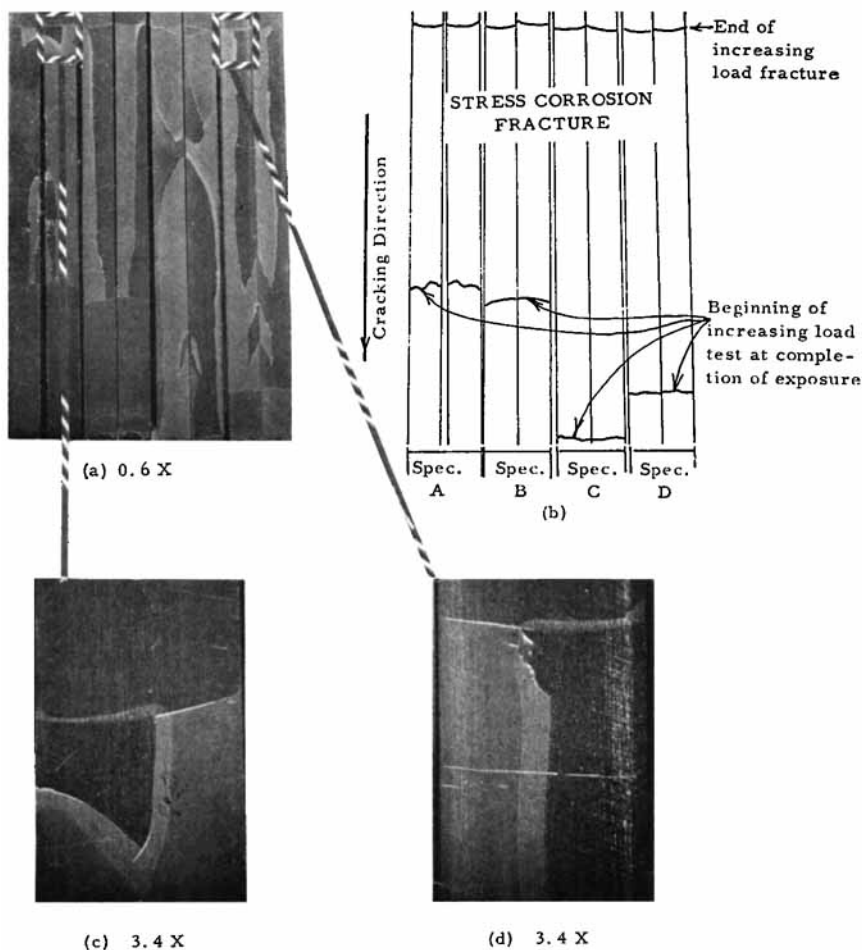 End of
increasing
load fracture
STRESS CORROSION
FRACTURE
Cracking Direction
Beginning of
increasing load
test at comple-
tion of exposure
Spec. Spec. Spec. Spec.
A B C D
(a) 0.6 X
(b)
(c) 3.4 X
(d) 3.4 X